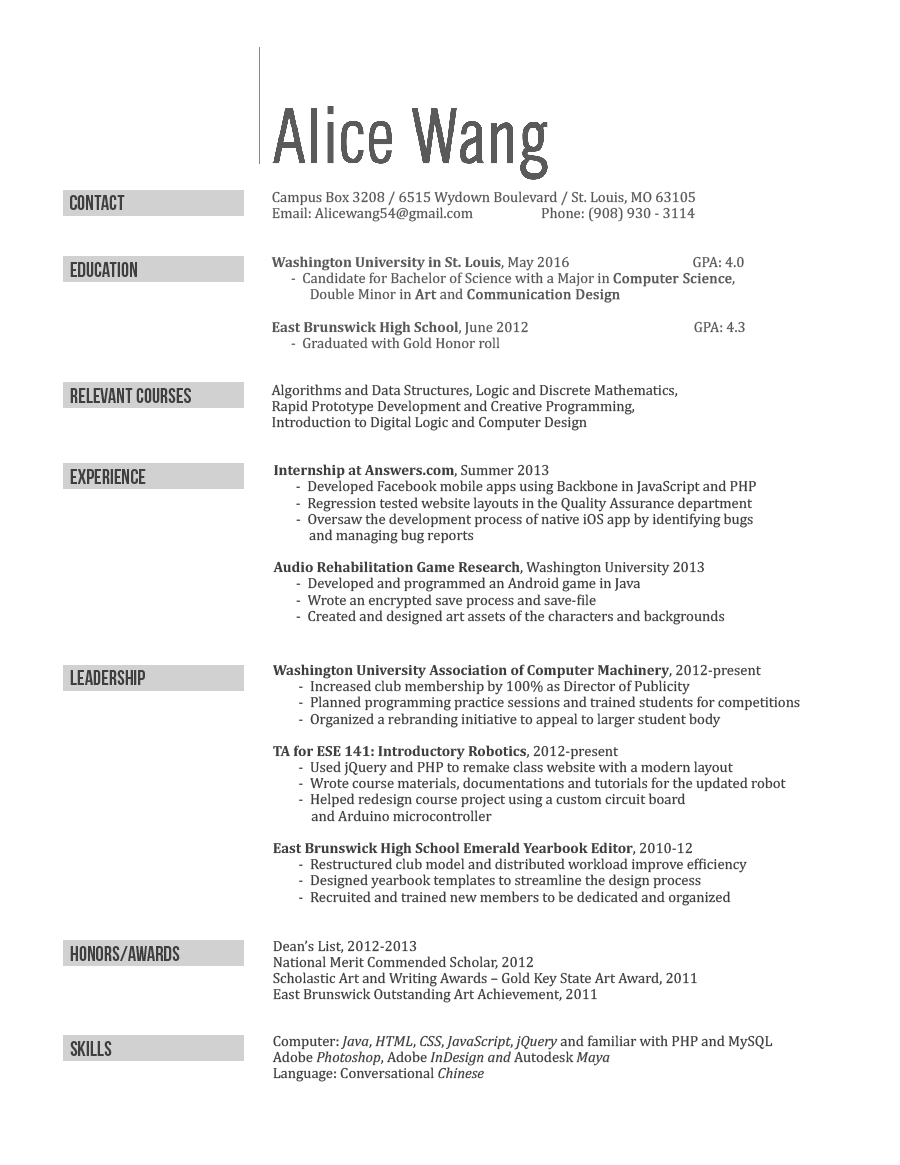 Alice Wang
CONTACT
Campus Box 3208 / 6515 Wydown Boulevard / St. Louis, MO 63105
Email: Alicewang54@gmail.com Phone: (908) 930 - 3114
EDUCATION
Washington University in St. Louis, May 2016 GPA: 4.0
- Candidate for Bachelor of Science with a Major in Computer Science,
Double Minor in Art and Communication Design
East Brunswick High School, June 2012 GPA: 4.3
- Graduated with Gold Honor roll
RELEVANT COURSES
Algorithms and Data Structures, Logic and Discrete Mathematics,
Rapid Prototype Development and Creative Programming,
Introduction to Digital Logic and Computer Design
EXPERIENCE
Internship at Answers.com, Summer 2013
- Developed Facebook mobile apps using Backbone in JavaScript and PHP
- Regression tested website layouts in the Quality Assurance department
- Oversaw the development process of native iOS app by identifying bugs
and managing bug reports
Audio Rehabilitation Game Research, Washington University 2013
- Developed and programmed an Android game in Java
- Wrote an encrypted save process and save-file
- Created and designed art assets of the characters and backgrounds
LEADERSHIP
Washington University Association of Computer Machinery, 2012-present
- Increased club membership by 100% as Director of Publicity
- Planned programming practice sessions and trained students for competitions
- Organized a rebranding initiative to appeal to larger student body
TA for ESE 141: Introductory Robotics, 2012-present
- Used jQuery and PHP to remake class website with a modern layout
- Wrote course materials, documentations and tutorials for the updated robot
- Helped redesign course project using a custom circuit board
and Arduino microcontroller
East Brunswick High School Emerald Yearbook Editor, 2010-12
- Restructured club model and distributed workload improve efficiency
- Designed yearbook templates to streamline the design process
- Recruited and trained new members to be dedicated and organized
HONORS/AWARDS
Dean's List, 2012-2013
National Merit Commended Scholar, 2012
Scholastic Art and Writing Awards – Gold Key State Art Award, 2011
East Brunswick Outstanding Art Achievement, 2011
SKILLS
Computer: Java, HTML, CSS, JavaScript, jQuery and familiar with PHP and MySQL
Adobe Photoshop, Adobe InDesign and Autodesk Maya
Language: Conversational Chinese